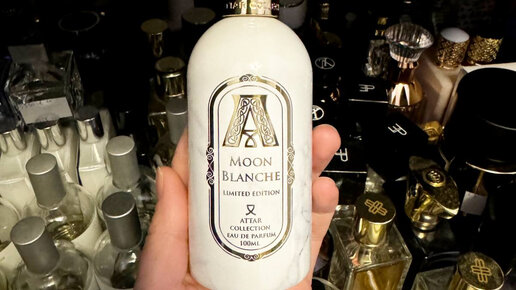 A
MOON
BLANCHE
LIMITED EDITION
ATTAR
COLLECTION
EAU DE PARFUM
100ML